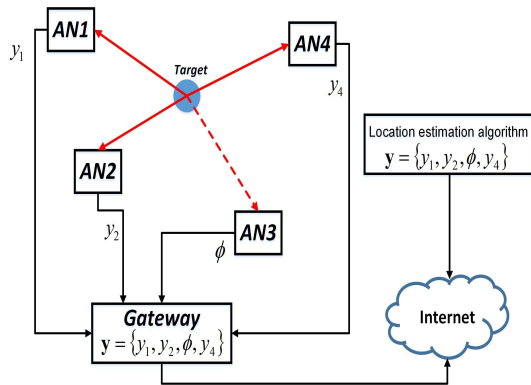 AN1
AN4
y₁
Target
y₄
Location estimation algorithm
y = {y₁, y₂, ϕ, y₄}
AN2
y₂
AN3
ϕ
Gateway
y = {y₁, y₂, ϕ, y₄}
Internet